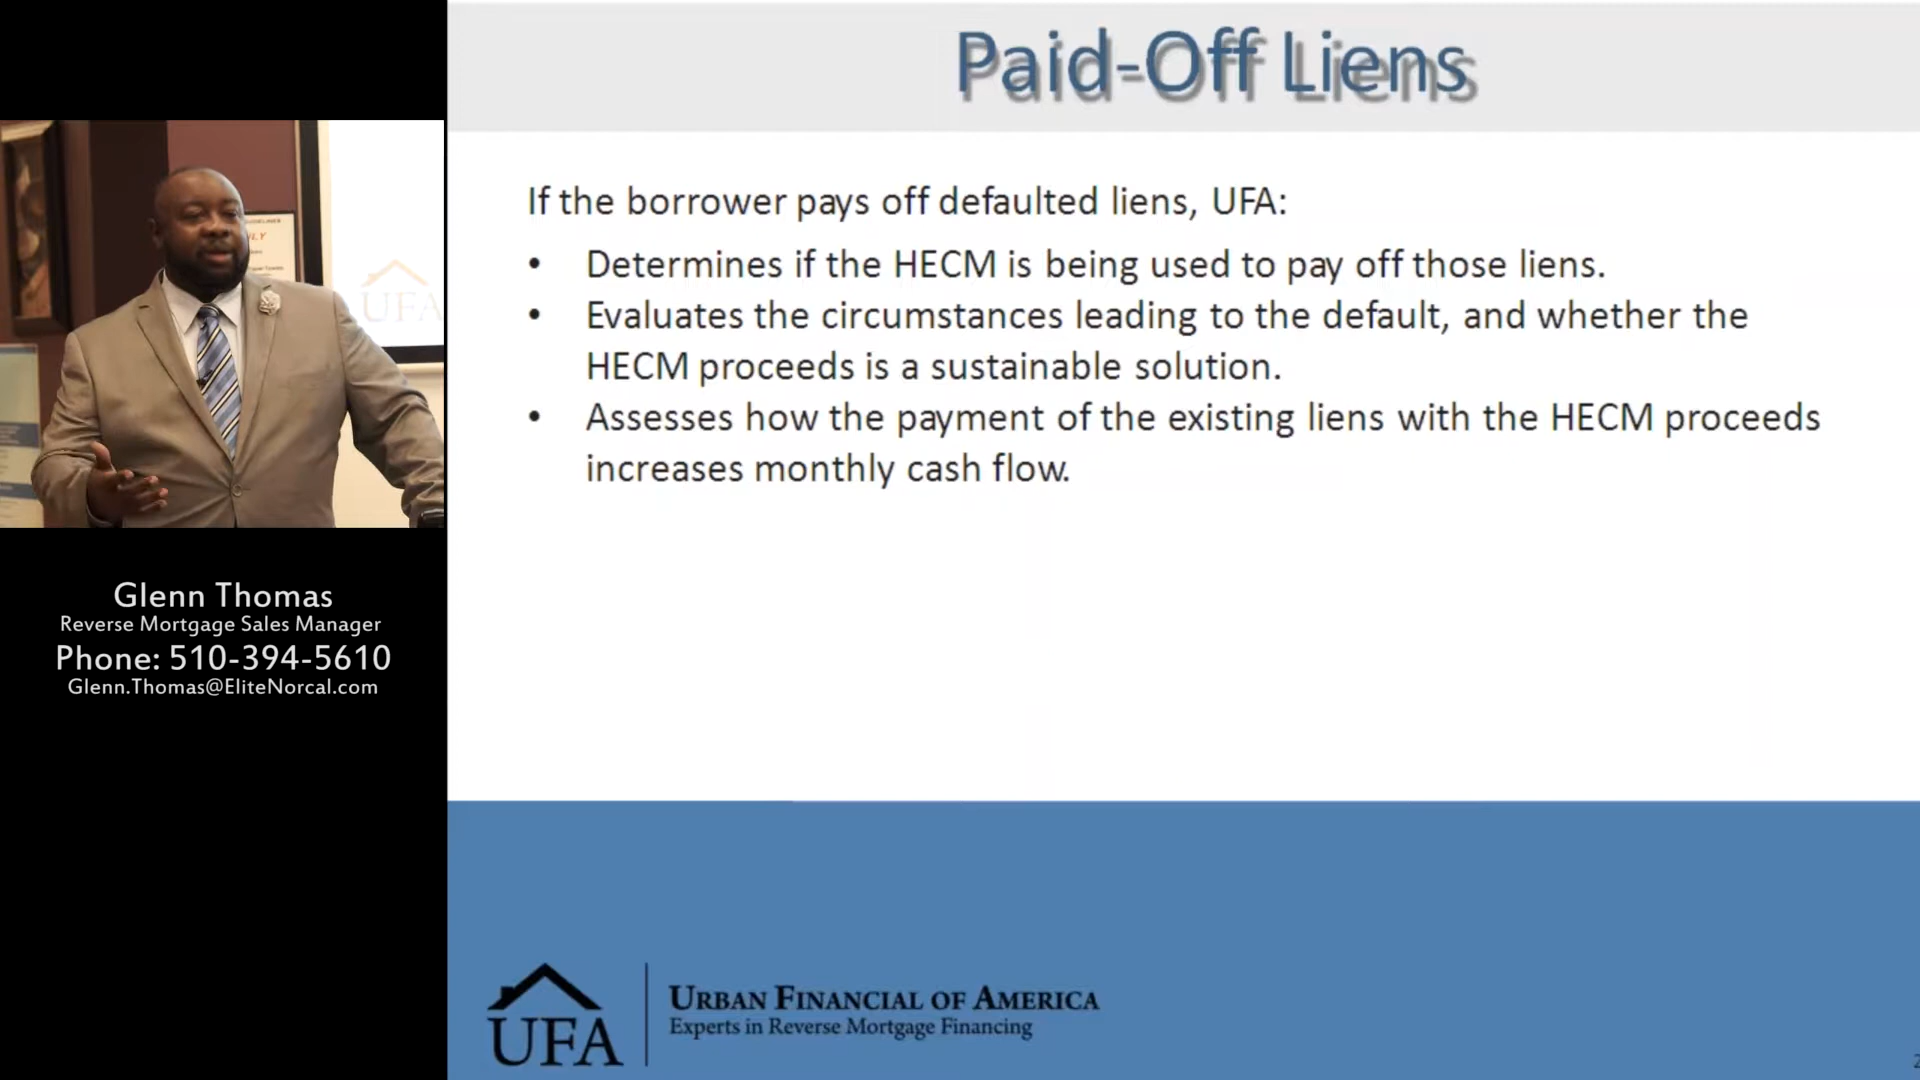 Paid-Off Liens
If the borrower pays off defaulted liens, UFA:
• Determines if the HECM is being used to pay off those liens.
• Evaluates the circumstances leading to the default, and whether the
HECM proceeds is a sustainable solution.
• Assesses how the payment of the existing liens with the HECM proceeds
increases monthly cash flow.
UFA
Glenn Thomas
Reverse Mortgage Sales Manager
Phone: 510-394-5610
Glenn.Thomas@EliteNorcal.com
UFA
URBAN FINANCIAL OF AMERICA
Experts in Reverse Mortgage Financing